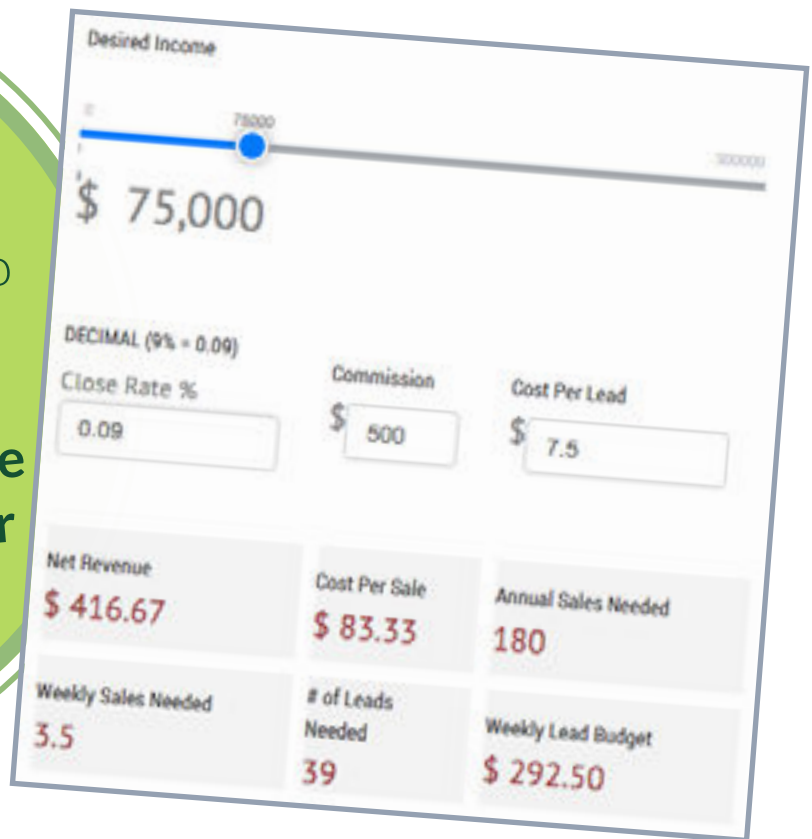 Desired Income
0
75000
300000
$ 75,000
DECIMAL (9% = 0.09)
Close Rate %
Commission
Cost Per Lead
0.09
$ 500
$ 7.5
Net Revenue
$ 416.67
Cost Per Sale
$ 83.33
Annual Sales Needed
180
Weekly Sales Needed
3.5
# of Leads
Needed
39
Weekly Lead Budget
$ 292.50
e
r